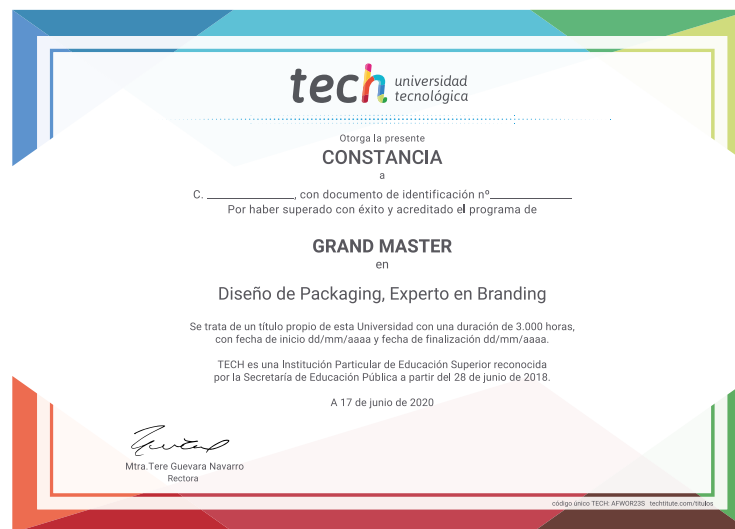 tech universidad
tecnológica
Otorga la presente
CONSTANCIA
a
C. ________________, con documento de identificación nº______________
Por haber superado con éxito y acreditado el programa de
GRAND MASTER
en
Diseño de Packaging, Experto en Branding
Se trata de un título propio de esta Universidad con una duración de 3.000 horas,
con fecha de inicio dd/mm/aaaa y fecha de finalización dd/mm/aaaa.
TECH es una Institución Particular de Educación Superior reconocida
por la Secretaría de Educación Pública a partir del 28 de junio de 2018.
A 17 de junio de 2020
Mtra.Tere Guevara Navarro
Rectora
código único TECH: AFWOR23S techtitute.com/títulos